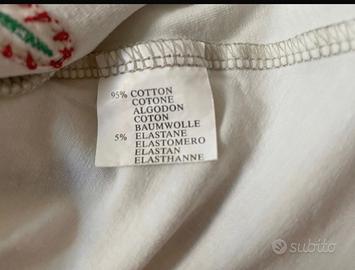 95% COTTON
COTONE
ALGODON
COTON
BAUMWOLLE
5% ELASTANE
ELASTOMERO
ELASTAN
ELASTHANNE
subito